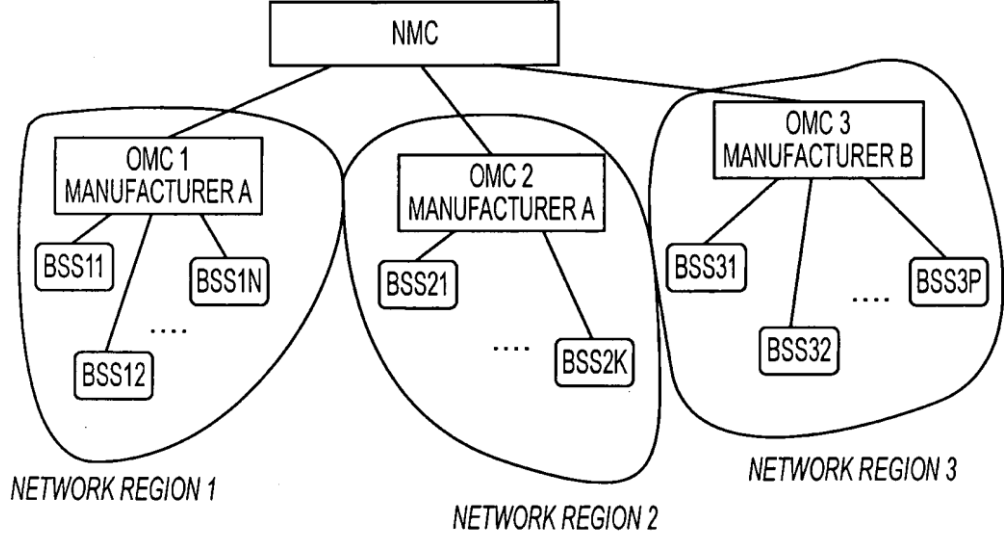 NMC
OMC 1
MANUFACTURER A
OMC 2
MANUFACTURER A
OMC 3
MANUFACTURER B
BSS11
BSS1N
....
BSS12
BSS21
....
BSS2K
BSS31
BSS3P
....
BSS32
NETWORK REGION 1
NETWORK REGION 2
NETWORK REGION 3